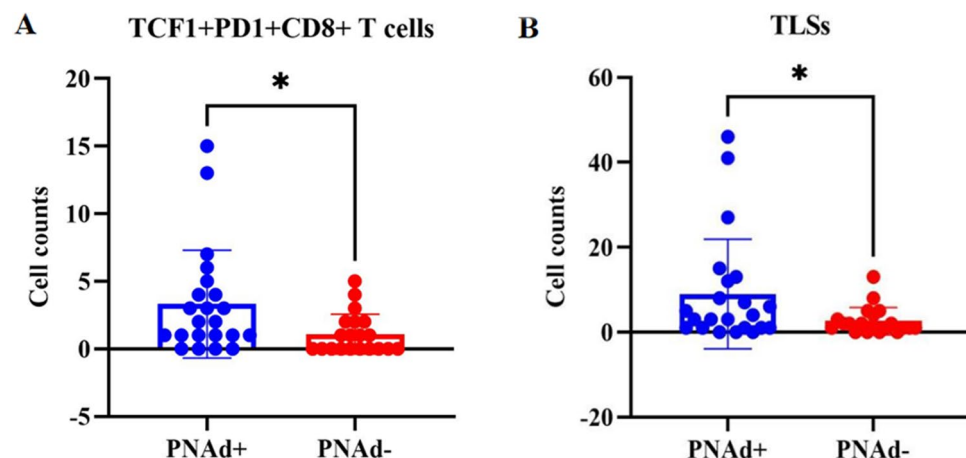 A
TCF1+PD1+CD8+ T cells
20
15
10
5
0
-5
Cell counts
*
PNAd+
PNAd-
B
TLSs
60
40
20
0
-20
Cell counts
*
PNAd+
PNAd-